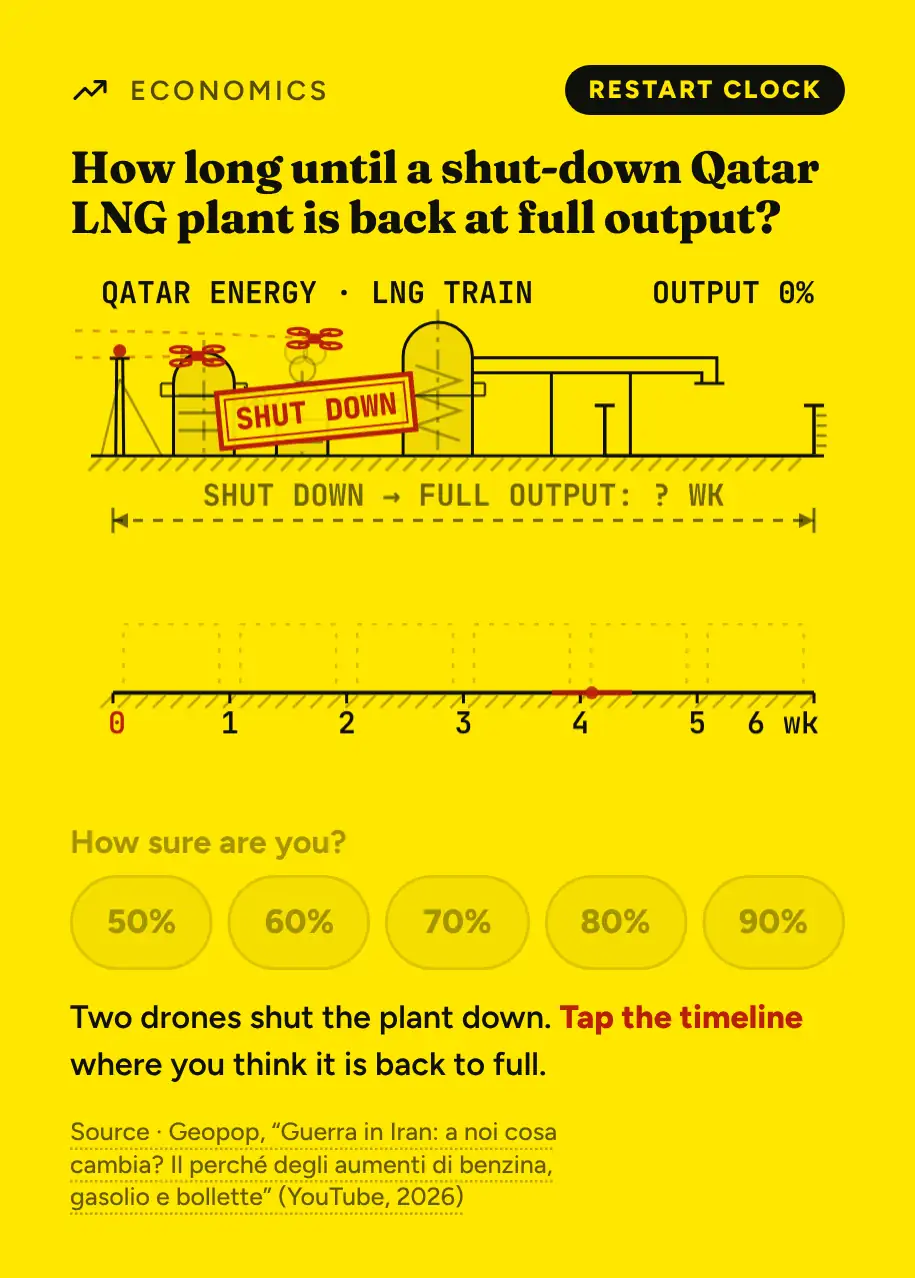 ECONOMICS
RESTART CLOCK
How long until a shut-down Qatar
LNG plant is back at full output?
QATAR ENERGY · LNG TRAIN
OUTPUT 0%
SHUT DOWN
SHUT DOWN → FULL OUTPUT: ? WK
0 1 2 3 4 5 6 wk
How sure are you?
50% 60% 70% 80% 90%
Two drones shut the plant down. Tap the timeline
where you think it is back to full.
Source · Geopop, “Guerra in Iran: a noi cosa
cambia? Il perché degli aumenti di benzina,
gasolio e bollette” (YouTube, 2026)